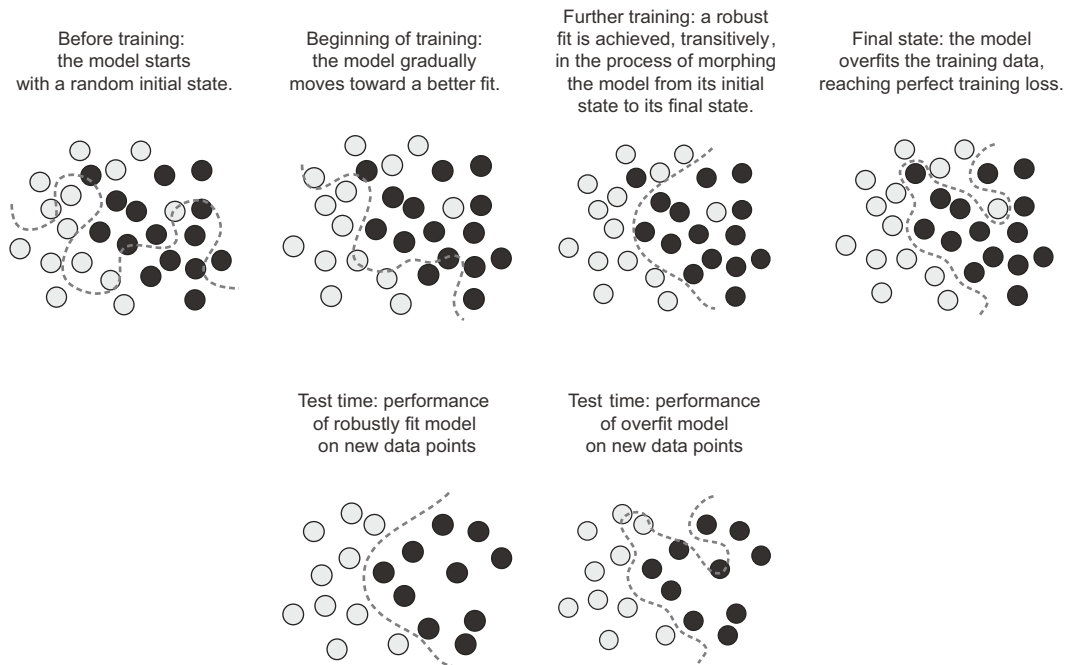 Before training:
the model starts
with a random initial state.
Beginning of training:
the model gradually
moves toward a better fit.
Further training: a robust
fit is achieved, transitively,
in the process of morphing
the model from its initial
state to its final state.
Final state: the model
overfits the training data,
reaching perfect training loss.
Test time: performance
of robustly fit model
on new data points
Test time: performance
of overfit model
on new data points